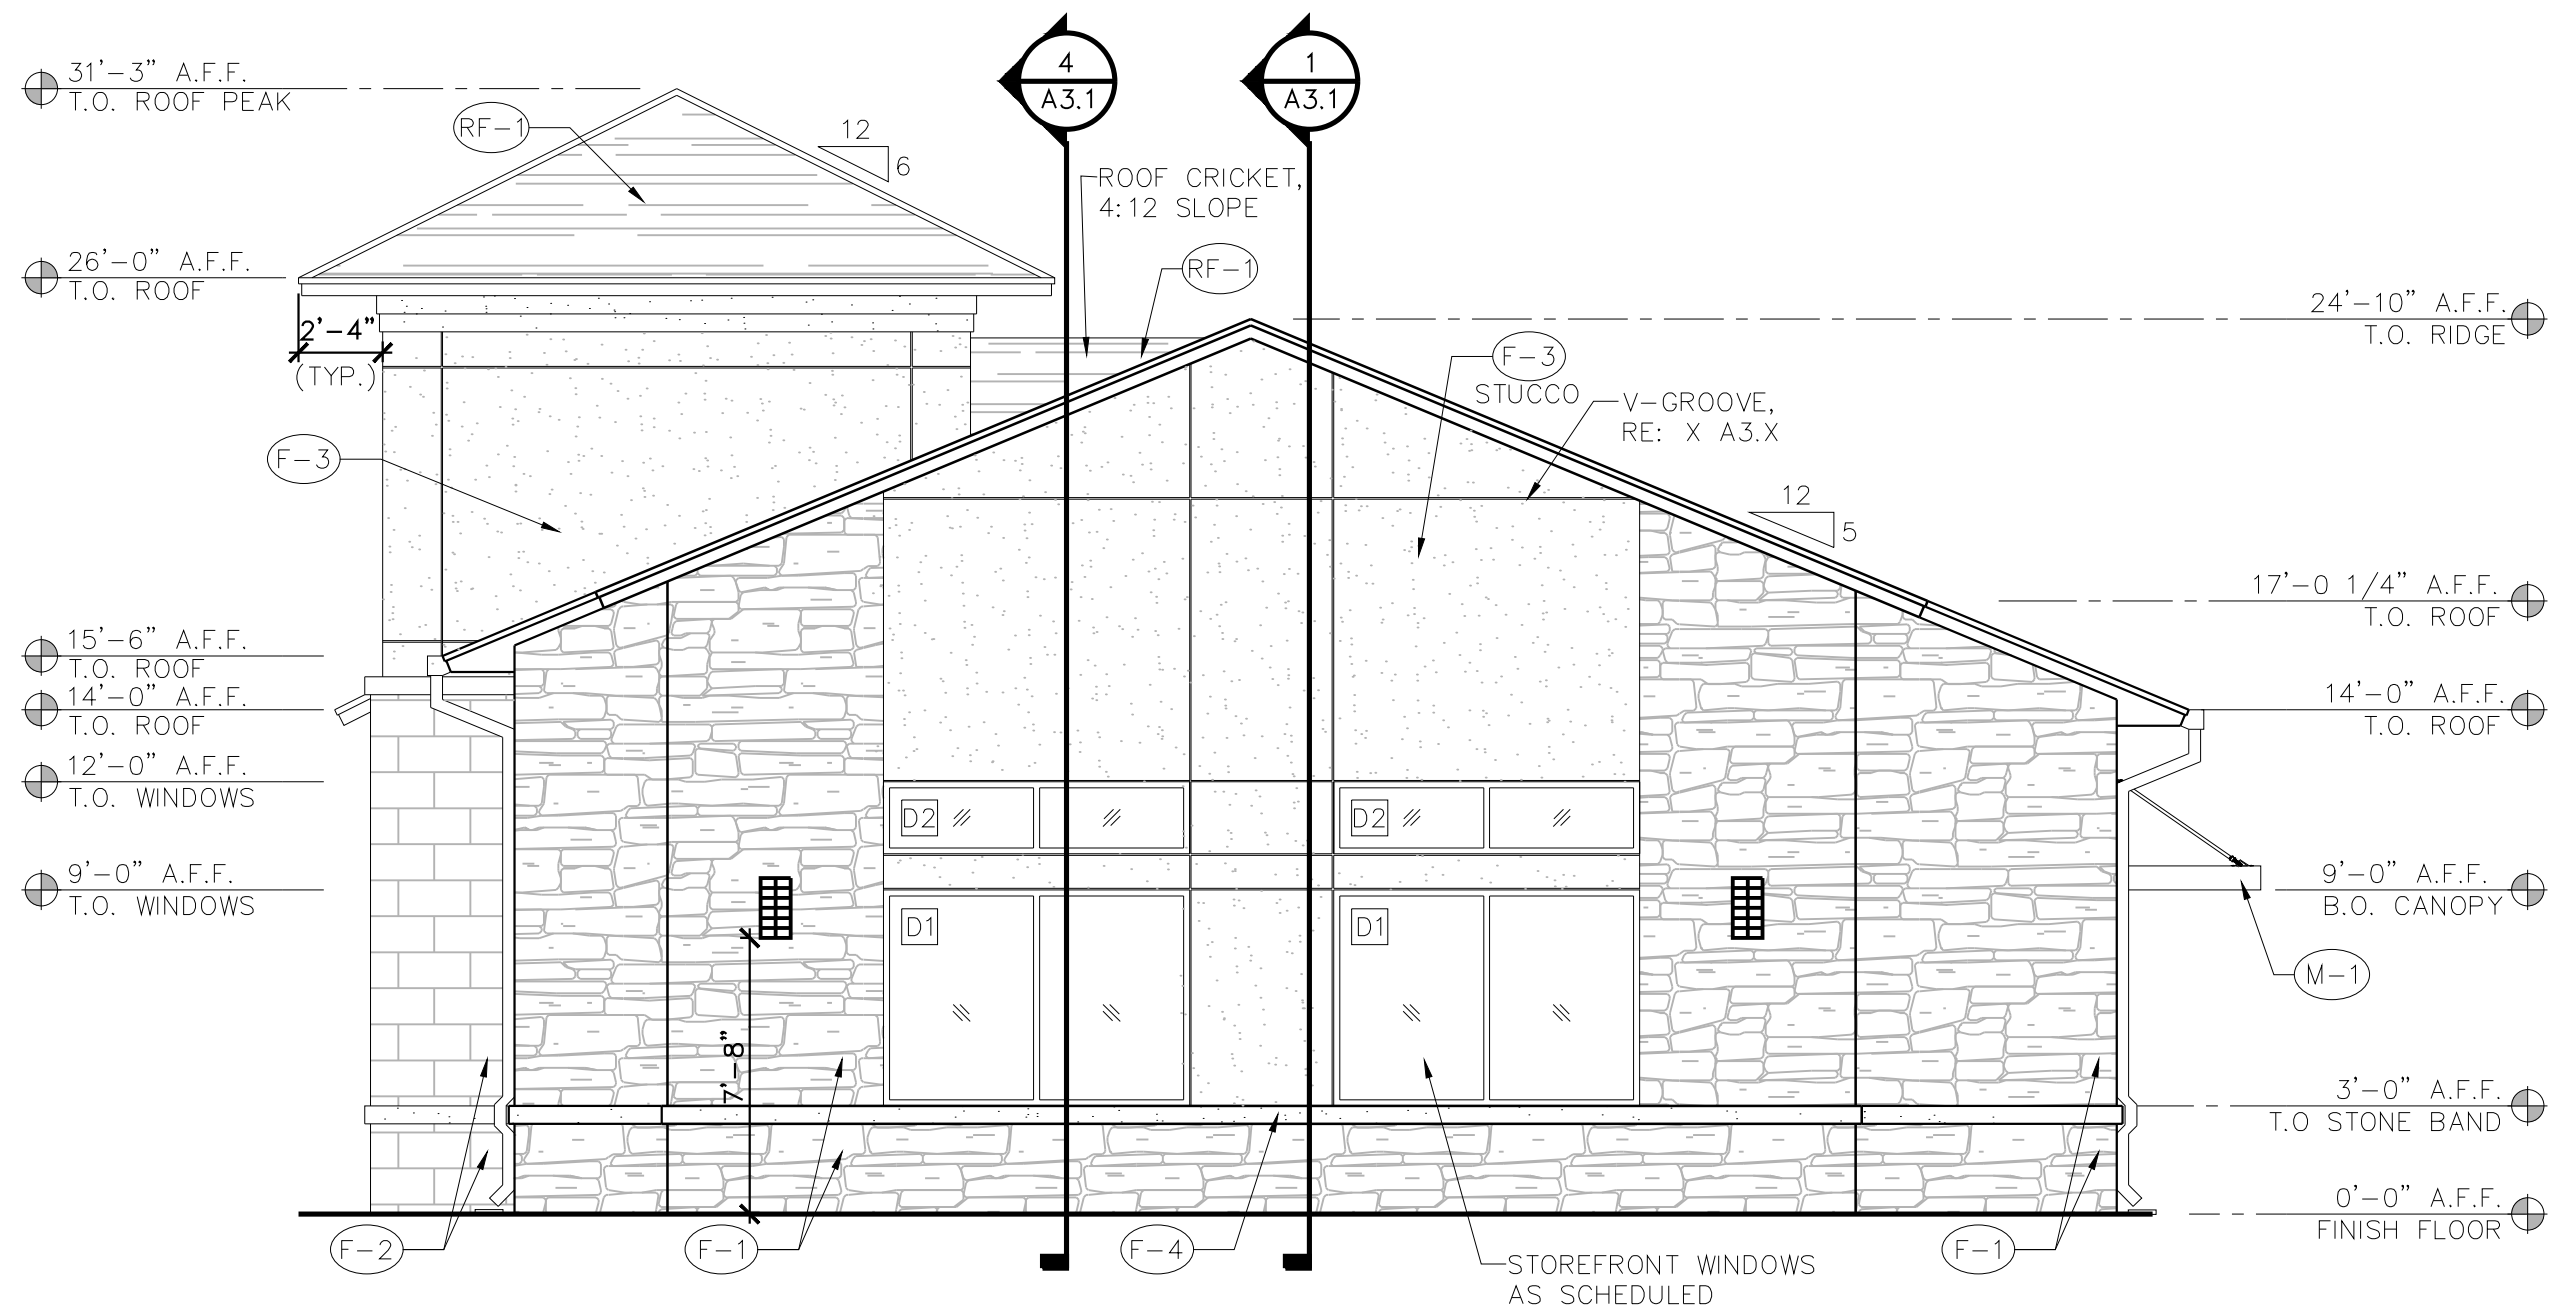 4
A3.1
1
A3.1
31'-3" A.F.F.
T.O. ROOF PEAK
RF-1
12
6
ROOF CRICKET,
4:12 SLOPE
26'-0" A.F.F.
T.O. ROOF
RF-1
2'-4"
(TYP.)
24'-10" A.F.F.
T.O. RIDGE
F-3
STUCCO
V-GROOVE,
RE: X A3.X
F-3
12
5
17'-0 1/4" A.F.F.
T.O. ROOF
15'-6" A.F.F.
T.O. ROOF
14'-0" A.F.F.
T.O. ROOF
14'-0" A.F.F.
T.O. ROOF
12'-0" A.F.F.
T.O. WINDOWS
D2
D2
9'-0" A.F.F.
T.O. WINDOWS
9'-0" A.F.F.
B.O. CANOPY
D1
D1
M-1
7'-8"
3'-0" A.F.F.
T.O STONE BAND
0'-0" A.F.F.
FINISH FLOOR
F-2
F-1
F-4
F-1
STOREFRONT WINDOWS
AS SCHEDULED